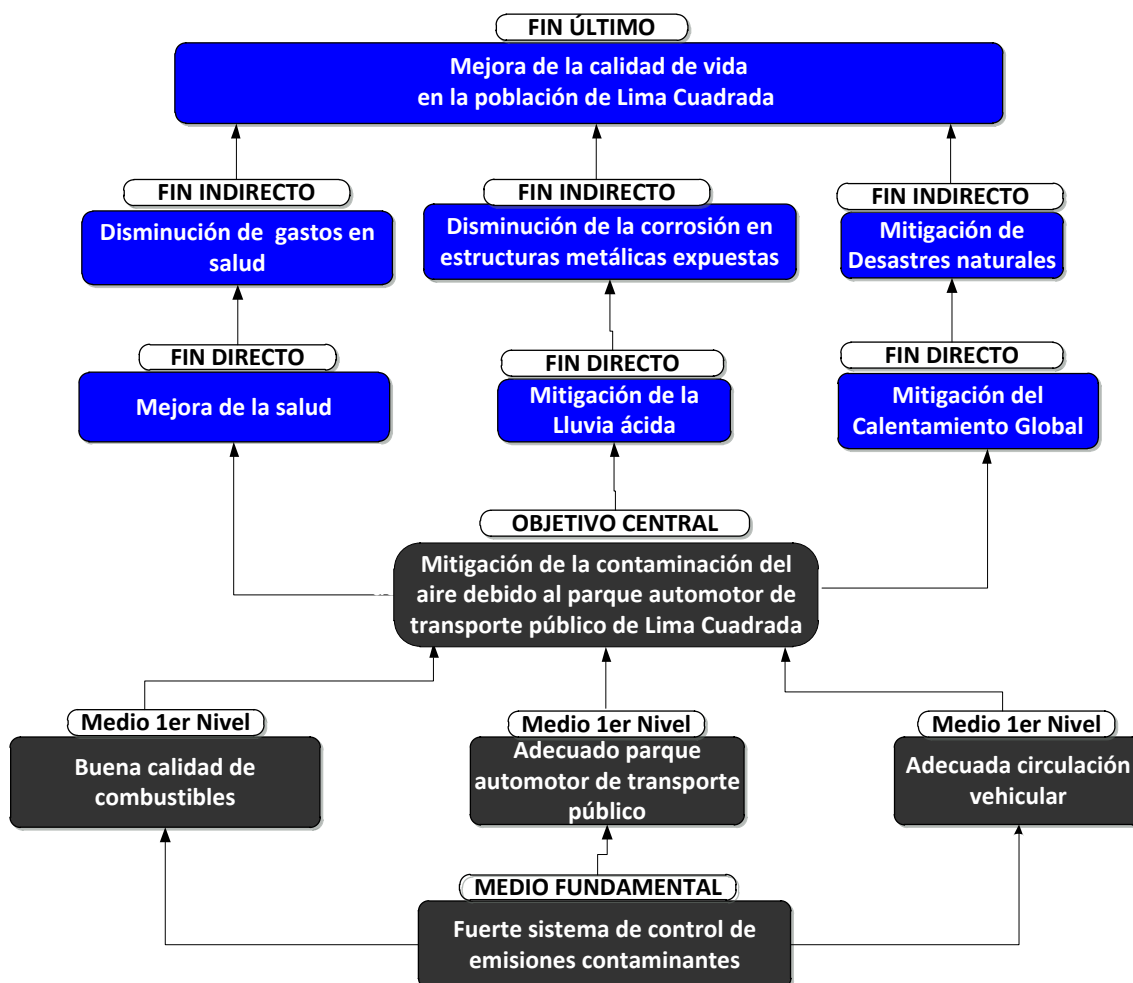 FIN ÚLTIMO
Mejora de la calidad de vida
en la población de Lima Cuadrada
FIN INDIRECTO
Disminución de gastos en
salud
FIN INDIRECTO
Disminución de la corrosión en
estructuras metálicas expuestas
FIN INDIRECTO
Mitigación de
Desastres naturales
FIN DIRECTO
Mejora de la salud
FIN DIRECTO
Mitigación de la
Lluvia ácida
FIN DIRECTO
Mitigación del
Calentamiento Global
OBJETIVO CENTRAL
Mitigación de la contaminación del
aire debido al parque automotor de
transporte público de Lima Cuadrada
Medio 1er Nivel
Buena calidad de
combustibles
Medio 1er Nivel
Adecuado parque
automotor de transporte
público
Medio 1er Nivel
Adecuada circulación
vehicular
MEDIO FUNDAMENTAL
Fuerte sistema de control de
emisiones contaminantes